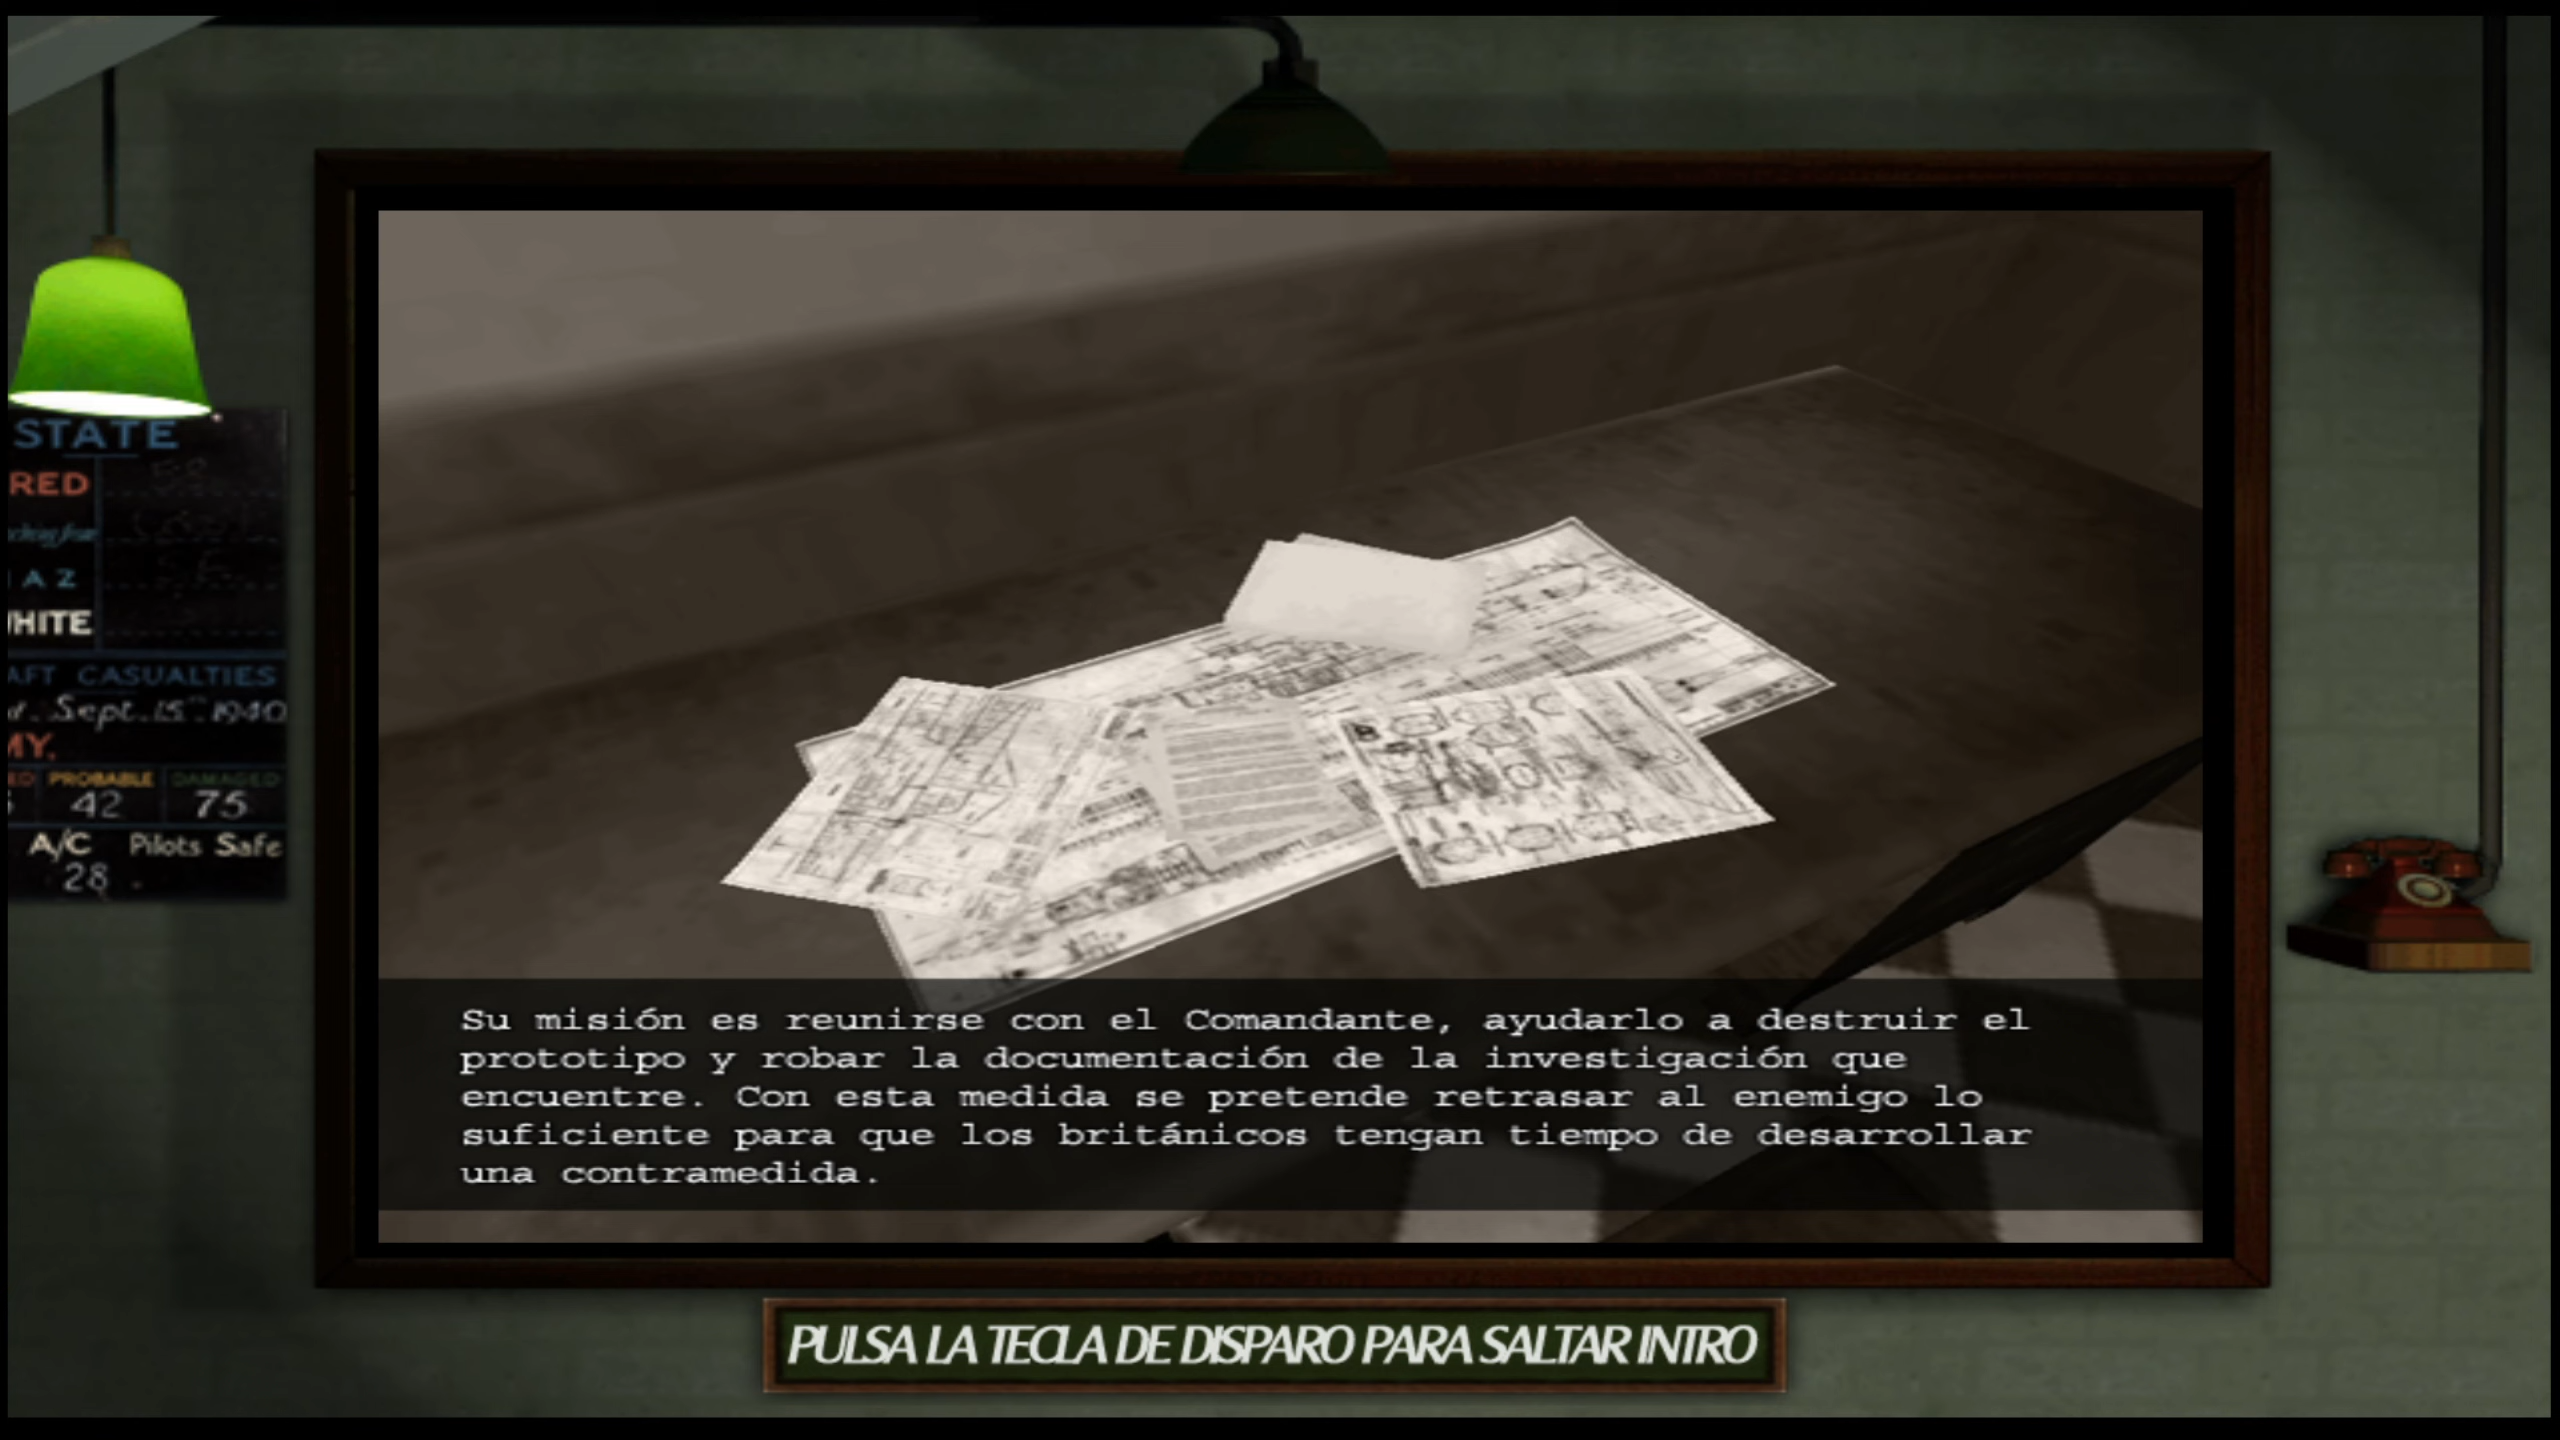 STATE
RED
A Z
WHITE
AFT CASUALTIES
Sept. 15th 1940
MY.
PROBABLE DAMAGED
42 75
A/C Pilots Safe
28
Su misión es reunirse con el Comandante, ayudarlo a destruir el
prototipo y robar la documentación de la investigación que
encuentre. Con esta medida se pretende retrasar al enemigo lo
suficiente para que los británicos tengan tiempo de desarrollar
una contramedida.
PULSA LA TECLA DE DISPARO PARA SALTAR INTRO